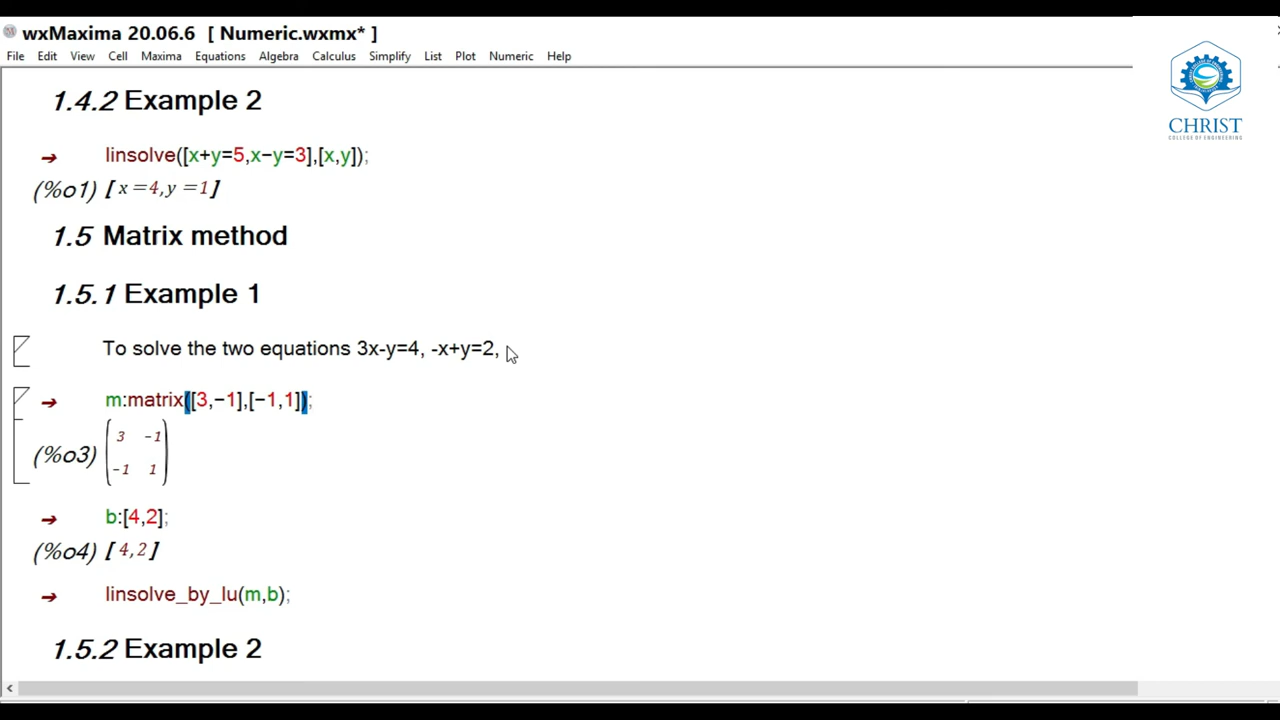 wxMaxima 20.06.6 [ Numeric.wxmx* ]
File Edit View Cell Maxima Equations Algebra Calculus Simplify List Plot Numeric Help
CHRIST
COLLEGE OF ENGINEERING
1.4.2 Example 2
linsolve([x+y=5,x−y=3],[x,y]);
(%o1) [x=4,y=1]
1.5 Matrix method
1.5.1 Example 1
To solve the two equations 3x-y=4, -x+y=2,
m:matrix([3,−1],[−1,1]);
(%o3)
3 -1
-1 1
b:[4,2];
(%o4) [4,2]
linsolve_by_lu(m,b);
1.5.2 Example 2